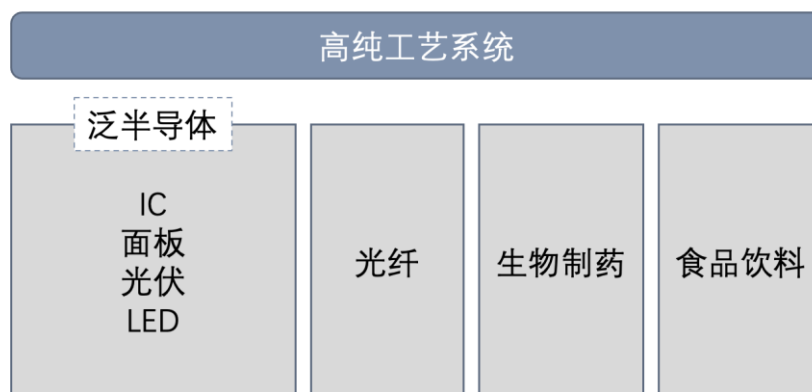 高纯工艺系统
泛半导体
IC
面板
光伏
LED
光纤
生物制药
食品饮料